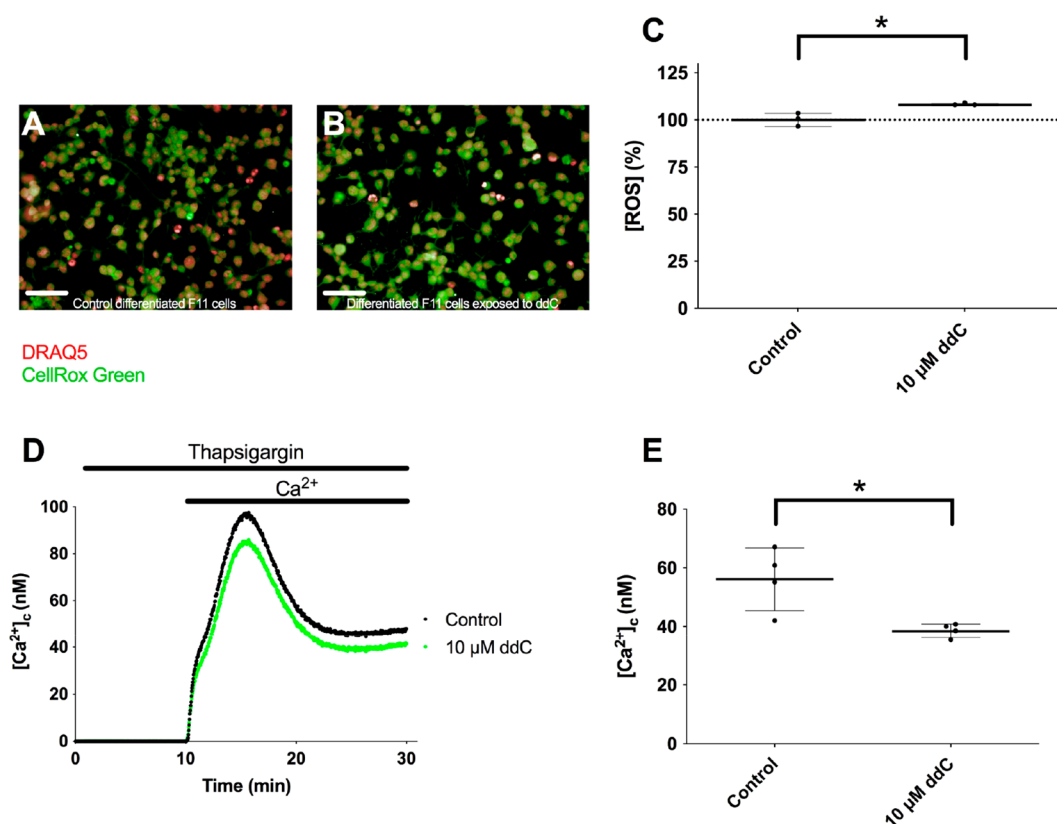 A
Control differentiated F11 cells
B
Differentiated F11 cells exposed to ddC
DRAQ5
CellRox Green
C
*
[ROS] (%)
125
100
75
50
25
0
Control
10 µM ddC
D
Thapsigargin
Ca²⁺
[Ca²⁺]c (nM)
100
80
60
40
20
0
0
10
20
30
Time (min)
Control
10 µM ddC
E
*
[Ca²⁺]c (nM)
80
60
40
20
0
Control
10 µM ddC